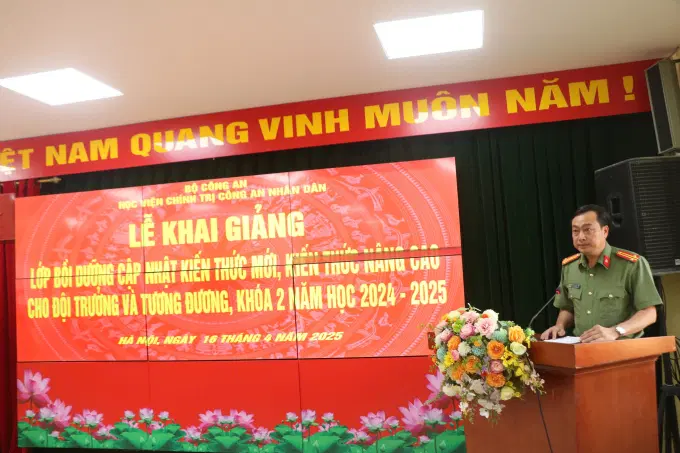 VIỆT NAM QUANG VINH MUÔN NĂM !
BỘ CÔNG AN
HỌC VIỆN CHÍNH TRỊ CÔNG AN NHÂN DÂN
LỄ KHAI GIẢNG
LỚP BỒI DƯỠNG CẬP NHẬT KIẾN THỨC MỚI, KIẾN THỨC NÂNG CAO
CHO ĐỘI TRƯỞNG VÀ TƯƠNG ĐƯƠNG, KHÓA 2 NĂM HỌC 2024 - 2025
HÀ NỘI, NGÀY 16 THÁNG 4 NĂM 2025